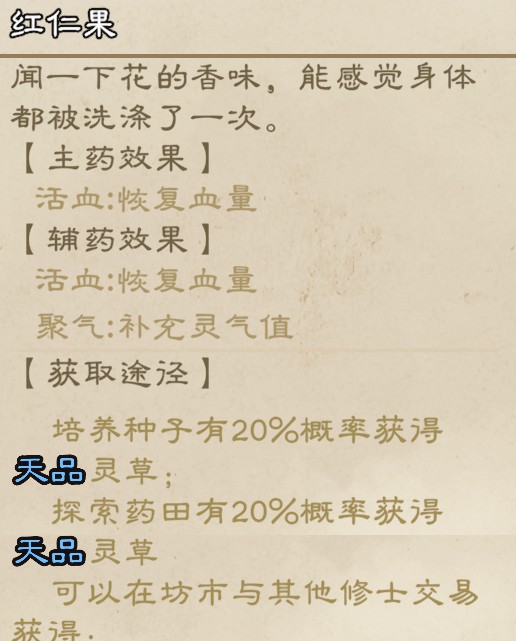 红仁果
闻一下花的香味，能感觉身体
都被洗涤了一次。
【主药效果】
活血:恢复血量
【辅药效果】
活血:恢复血量
聚气:补充灵气值
【获取途径】
培养种子有20%概率获得
天品灵草;
探索药田有20%概率获得
天品灵草
可以在坊市与其他修士交易
获得;